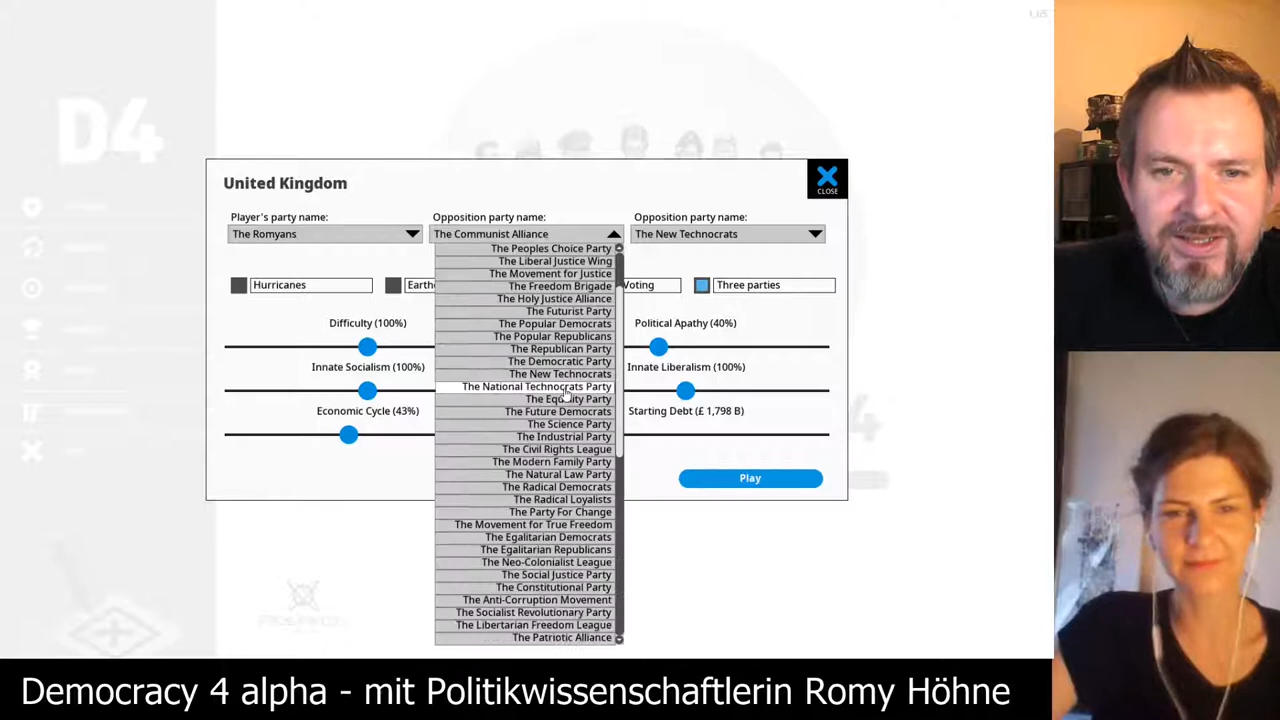 D4
United Kingdom
CLOSE
Player's party name:
Opposition party name:
Opposition party name:
The Romyans
The Communist Alliance
The New Technocrats
The Peoples Choice Party
The Liberal Justice Wing
The Movement for Justice
The Freedom Brigade
The Holy Justice Alliance
The Futurist Party
The Popular Democrats
The Popular Republicans
The Republican Party
The Democratic Party
The New Technocrats
The National Technocrats Party
The Equality Party
The Future Democrats
The Science Party
The Industrial Party
The Civil Rights League
The Modern Family Party
The Natural Law Party
The Radical Democrats
The Radical Loyalists
The Party For Change
The Movement for True Freedom
The Egalitarian Democrats
The Egalitarian Republicans
The Neo-Colonialist League
The Social Justice Party
The Constitutional Party
The Anti-Corruption Movement
The Socialist Revolutionary Party
The Libertarian Freedom League
The Patriotic Alliance
Hurricanes
Earth
Voting
Three parties
Difficulty (100%)
Political Apathy (40%)
Innate Socialism (100%)
Innate Liberalism (100%)
Economic Cycle (43%)
Starting Debt (£ 1,798 B)
Play
Democracy 4 alpha - mit Politikwissenschaftlerin Romy Höhne